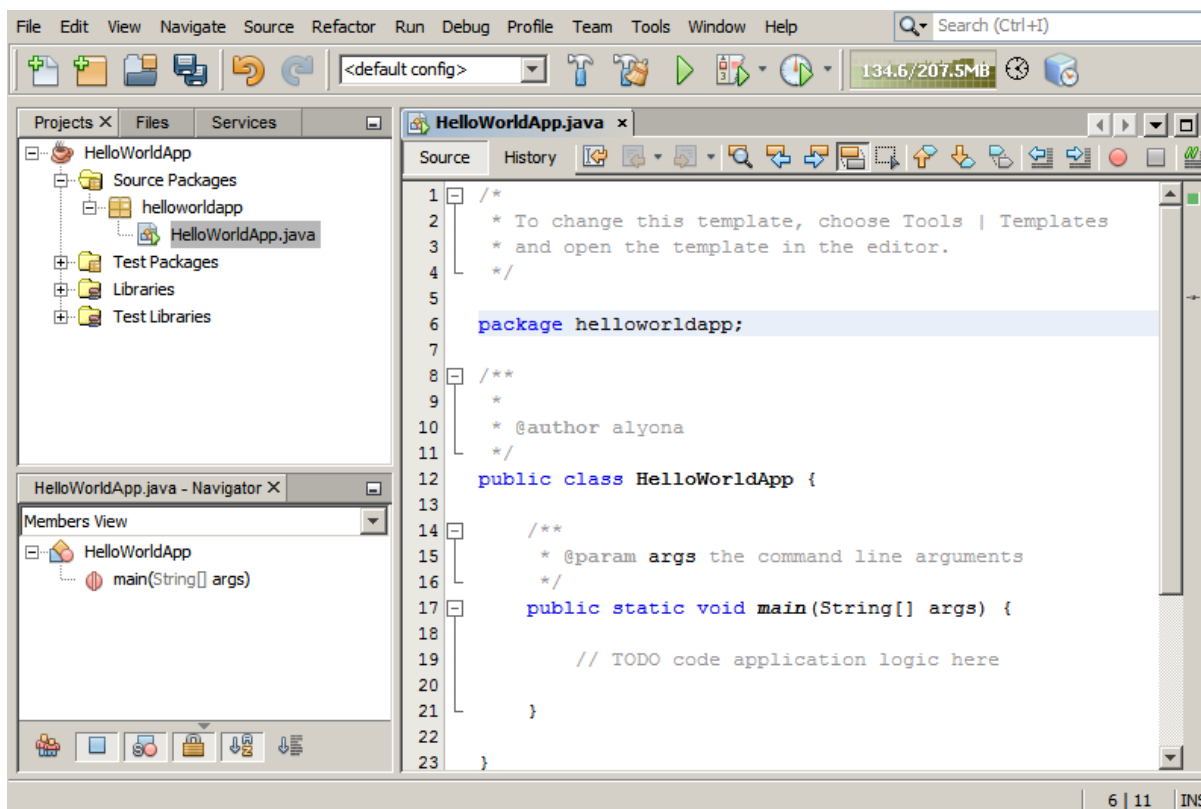 File Edit View Navigate Source Refactor Run Debug Profile Team Tools Window Help Search (Ctrl+I)
<default config> 134.6/207.5MB
Projects Files Services
HelloWorldApp
Source Packages
helloworldapp
HelloWorldApp.java
Test Packages
Libraries
Test Libraries
HelloWorldApp.java - Navigator
Members View
HelloWorldApp
main(String[] args)
HelloWorldApp.java
Source History
1 /*
2 * To change this template, choose Tools | Templates
3 * and open the template in the editor.
4 */
5
6 package helloworldapp;
7
8 /**
9 *
10 * @author alyona
11 */
12 public class HelloWorldApp {
13
14 /**
15 * @param args the command line arguments
16 */
17 public static void main(String[] args) {
18
19 // TODO code application logic here
20
21 }
22
23 }
6 | 11 INS